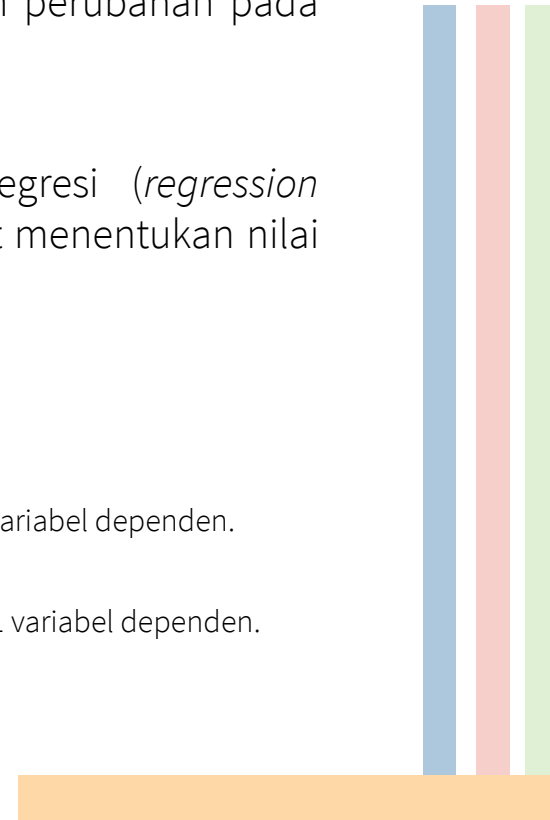 perubahan pada
egresi (regression
menentukan nilai
ariabel dependen.
variabel dependen.